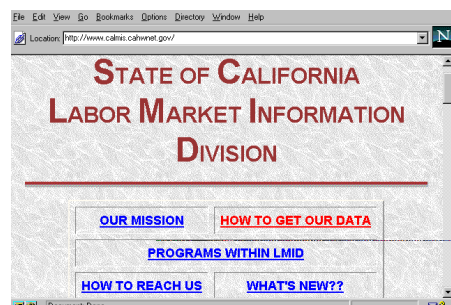 File Edit View Go Bookmarks Options Directory Window Help
Location: http://www.calmis.cahwnet.gov/
N
STATE OF CALIFORNIA
LABOR MARKET INFORMATION
DIVISION
OUR MISSION HOW TO GET OUR DATA
PROGRAMS WITHIN LMID
HOW TO REACH US WHAT'S NEW??